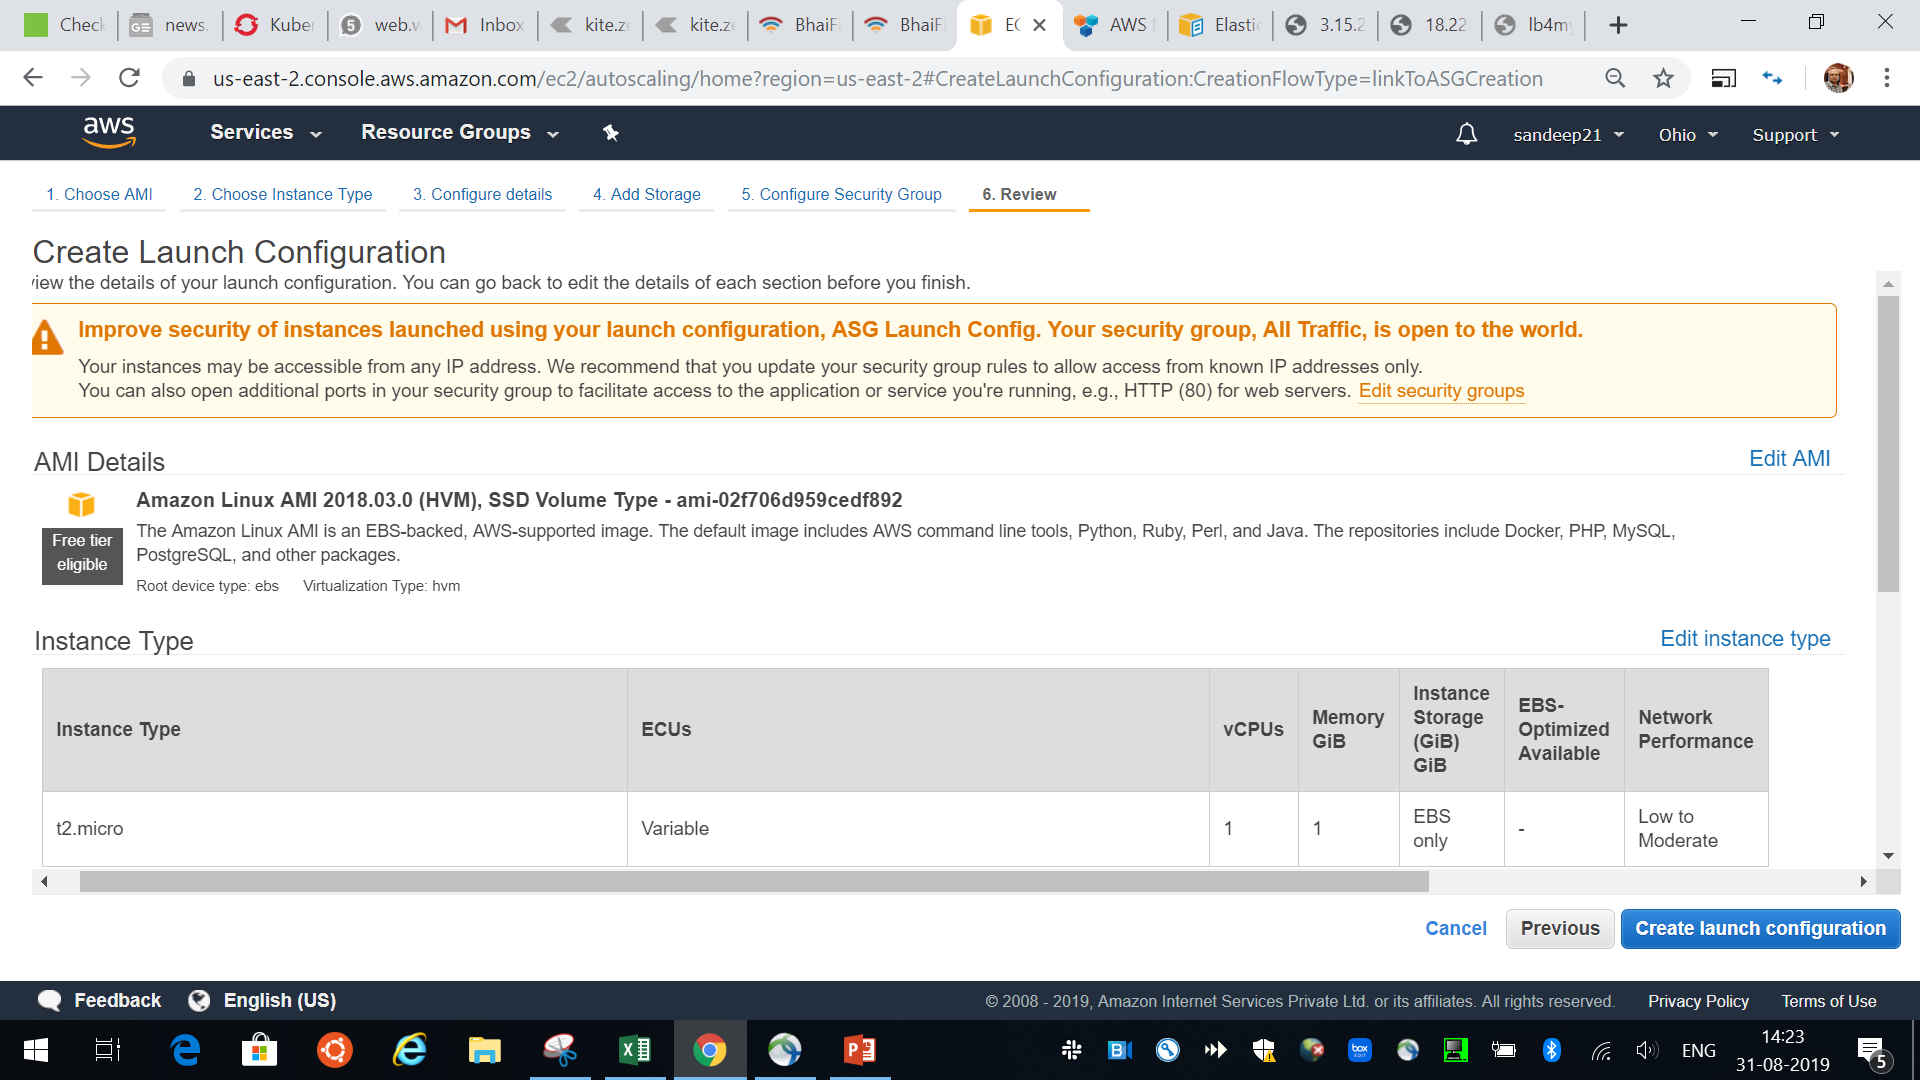 Check
news.
Kuber
5
web.w
Inbox
kite.ze
kite.ze
BhaiFi
BhaiFi
EC
AWS
Elastic
3.15.2
18.22
lb4my
us-east-2.console.aws.amazon.com/ec2/autoscaling/home?region=us-east-2#CreateLaunchConfiguration:CreationFlowType=linkToASGCreation
aws
Services
Resource Groups
sandeep21
Ohio
Support
1. Choose AMI
2. Choose Instance Type
3. Configure details
4. Add Storage
5. Configure Security Group
6. Review
Create Launch Configuration
view the details of your launch configuration. You can go back to edit the details of each section before you finish.
Improve security of instances launched using your launch configuration, ASG Launch Config. Your security group, All Traffic, is open to the world.
Your instances may be accessible from any IP address. We recommend that you update your security group rules to allow access from known IP addresses only.
You can also open additional ports in your security group to facilitate access to the application or service you're running, e.g., HTTP (80) for web servers. Edit security groups
AMI Details
Edit AMI
Amazon Linux AMI 2018.03.0 (HVM), SSD Volume Type - ami-02f706d959cedf892
Free tier
eligible
The Amazon Linux AMI is an EBS-backed, AWS-supported image. The default image includes AWS command line tools, Python, Ruby, Perl, and Java. The repositories include Docker, PHP, MySQL,
PostgreSQL, and other packages.
Root device type: ebs
Virtualization Type: hvm
Instance Type
Edit instance type
Instance Type
ECUs
vCPUs
Memory
GiB
Instance
Storage
(GiB)
GiB
EBS-
Optimized
Available
Network
Performance
t2.micro
Variable
1
1
EBS
only
-
Low to
Moderate
Cancel
Previous
Create launch configuration
Feedback
English (US)
© 2008 - 2019, Amazon Internet Services Private Ltd. or its affiliates. All rights reserved.
Privacy Policy
Terms of Use
ENG
14:23
31-08-2019
5